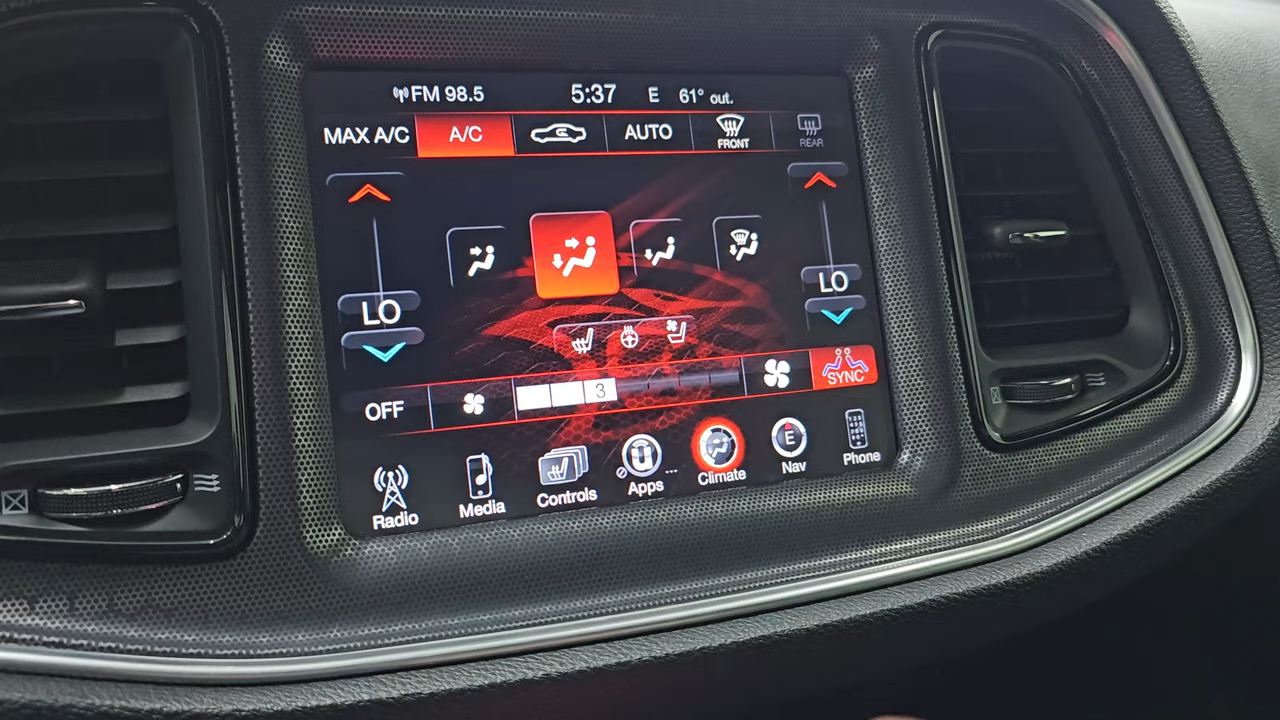 FM 98.5 5:37 E 61° out.
MAX A/C A/C AUTO FRONT REAR
LO LO
OFF 3 SYNC
Radio Media Controls Apps ... Climate E Nav Phone